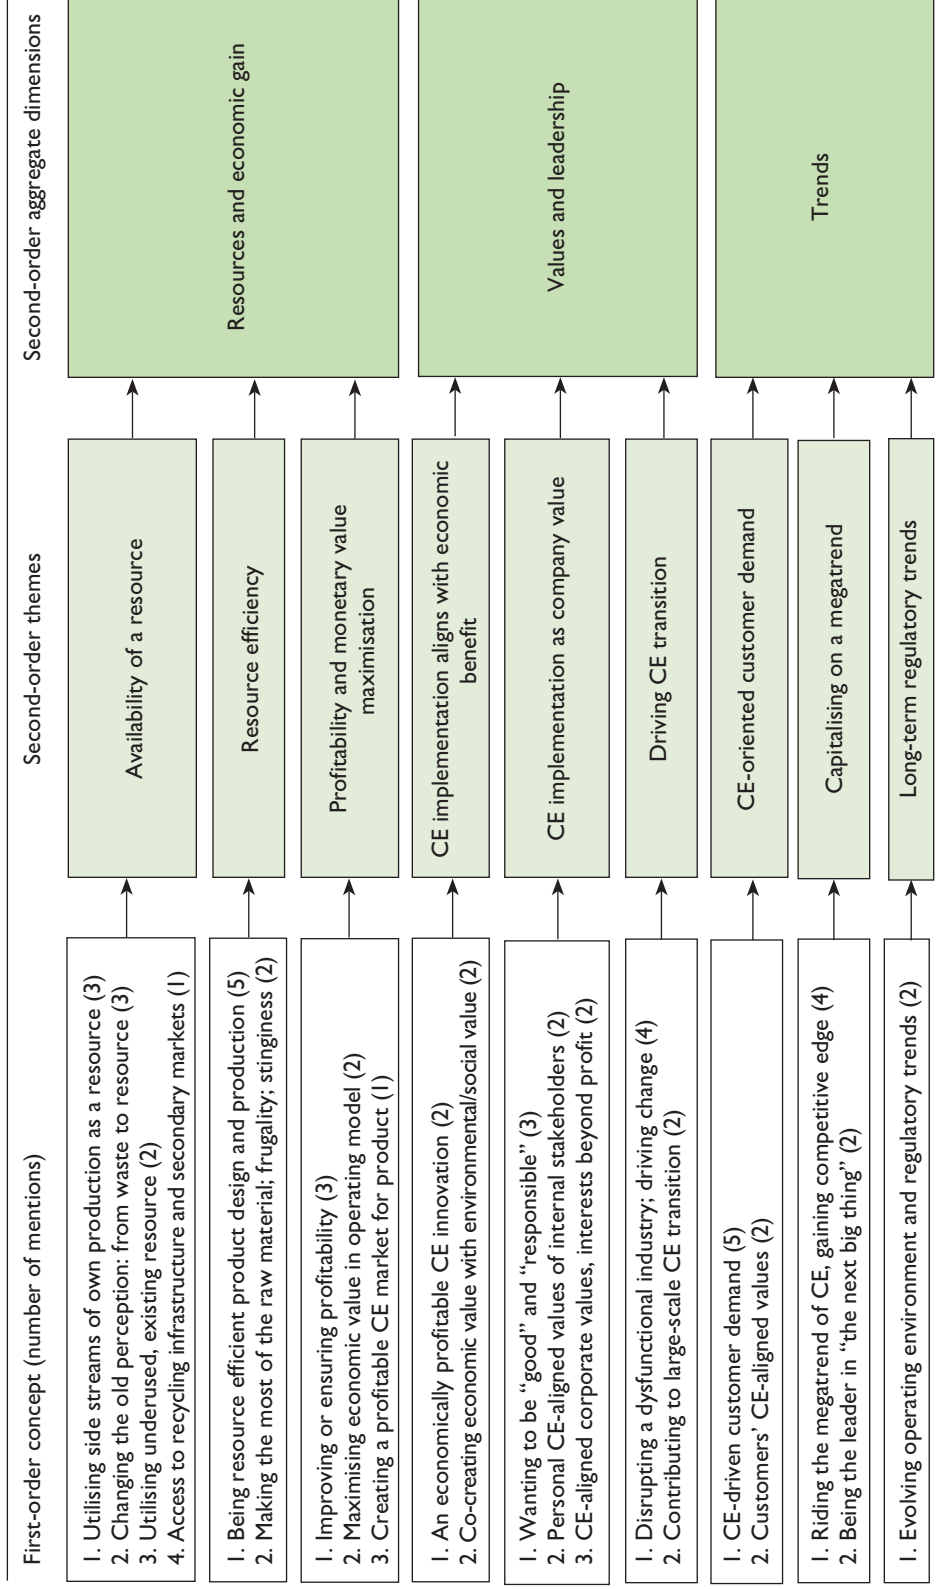 First-order concept (number of mentions)
Second-order themes
Second-order aggregate dimensions
1. Utilising side streams of own production as a resource (3)
2. Changing the old perception: from waste to resource (3)
3. Utilising underused, existing resource (2)
4. Access to recycling infrastructure and secondary markets (1)
Availability of a resource
1. Being resource efficient product design and production (5)
2. Making the most of the raw material; frugality; stinginess (2)
Resource efficiency
1. Improving or ensuring profitability (3)
2. Maximising economic value in operating model (2)
3. Creating a profitable CE market for product (1)
Profitability and monetary value
maximisation
Resources and economic gain
1. An economically profitable CE innovation (2)
2. Co-creating economic value with environmental/social value (2)
CE implementation aligns with economic
benefit
1. Wanting to be “good” and “responsible” (3)
2. Personal CE-aligned values of internal stakeholders (2)
3. CE-aligned corporate values, interests beyond profit (2)
CE implementation as company value
1. Disrupting a dysfunctional industry; driving change (4)
2. Contributing to large-scale CE transition (2)
Driving CE transition
Values and leadership
1. CE-driven customer demand (5)
2. Customers’ CE-aligned values (2)
CE-oriented customer demand
1. Riding the megatrend of CE, gaining competitive edge (4)
2. Being the leader in “the next big thing” (2)
Capitalising on a megatrend
1. Evolving operating environment and regulatory trends (2)
Long-term regulatory trends
Trends